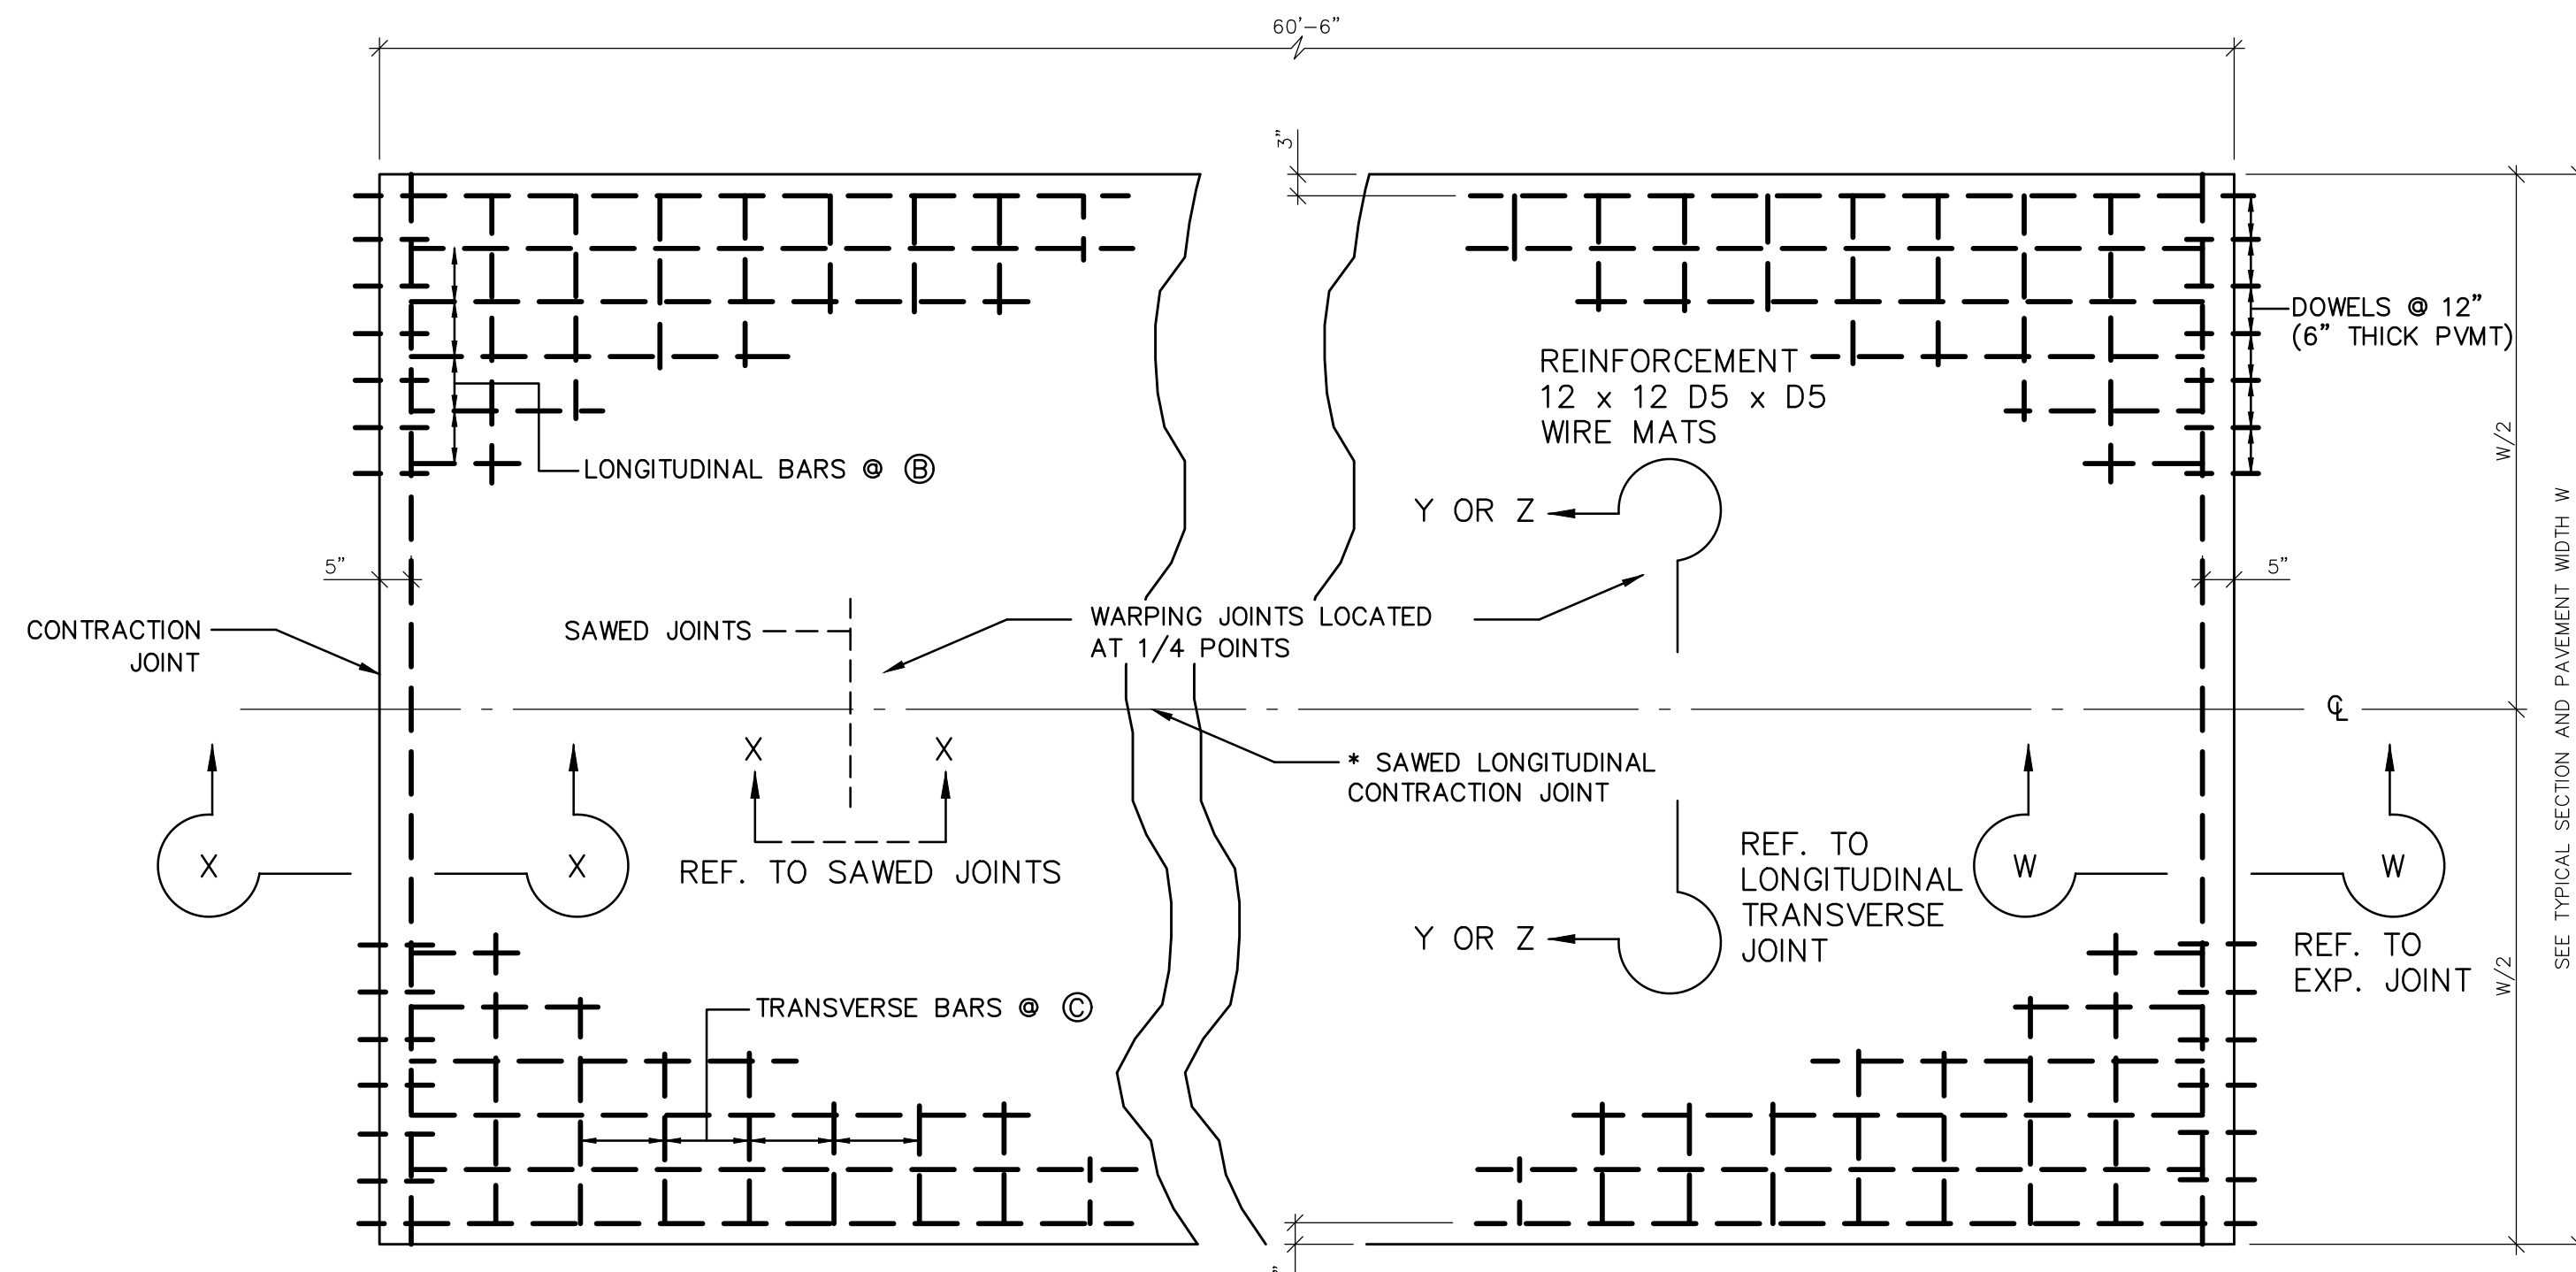 60'-6"
3"
DOWELS @ 12"
(6" THICK PVMT)
REINFORCEMENT
12 x 12 D5 x D5
WIRE MATS
W/2
LONGITUDINAL BARS @ Ⓑ
Y OR Z
SEE TYPICAL SECTION AND PAVEMENT WIDTH W
5"
5"
CONTRACTION
JOINT
SAWED JOINTS
WARPING JOINTS LOCATED
AT 1/4 POINTS
℄
X X
* SAWED LONGITUDINAL
CONTRACTION JOINT
X X
REF. TO SAWED JOINTS
REF. TO
LONGITUDINAL
TRANSVERSE
JOINT
W W
Y OR Z
REF. TO
EXP. JOINT
W/2
TRANSVERSE BARS @ Ⓒ